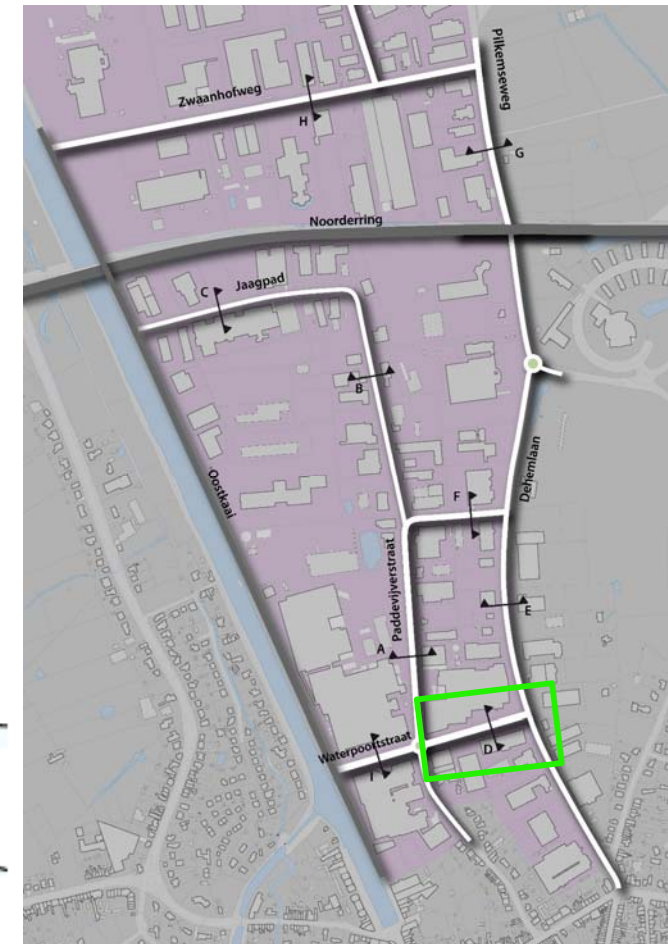 Pilkemseweg
Zwaanhofweg
H
G
Noorderring
Jaagpad
C
B
Oostkaai
Dehemlaan
F
Paddevijverstraat
E
A
Waterpoortstraat
D
I